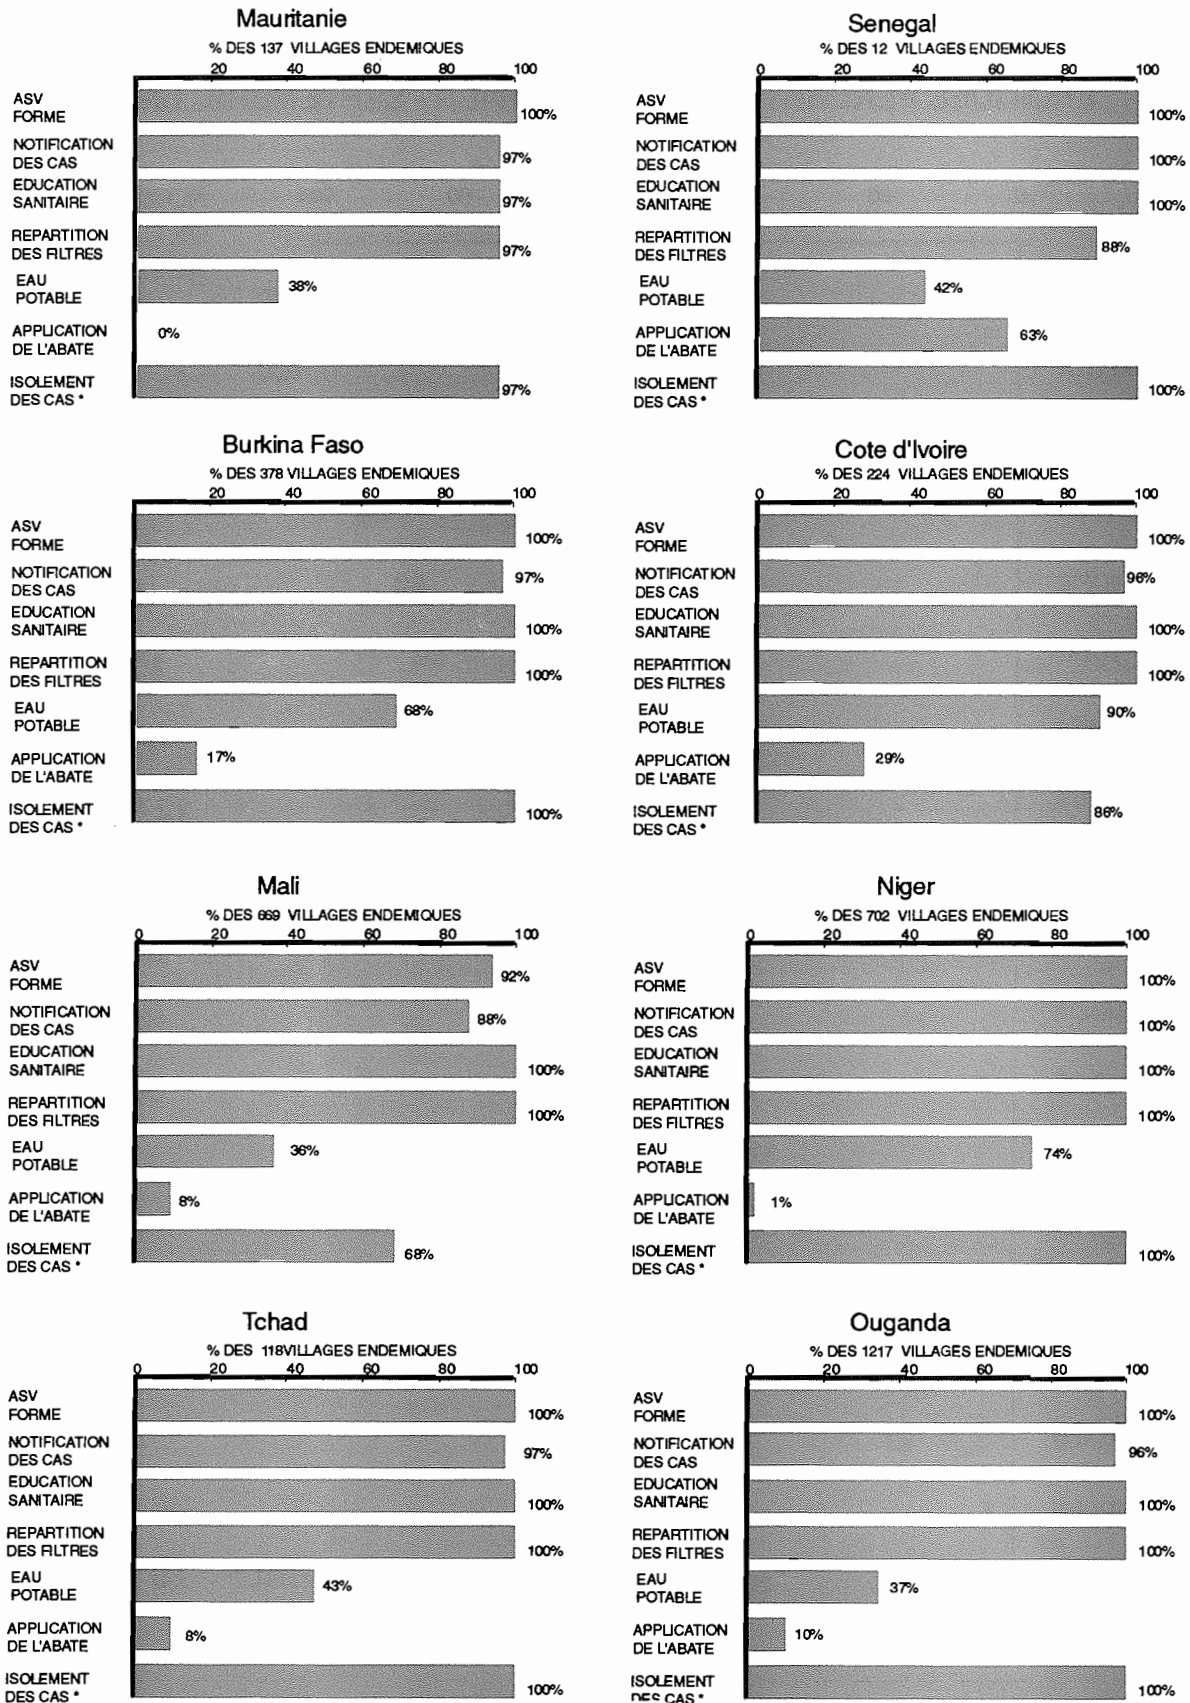 Mauritanie
% DES 137 VILLAGES ENDEMIQUES
20 40 60 80 100
ASV
FORME
100%
NOTIFICATION
DES CAS
97%
EDUCATION
SANITAIRE
97%
REPARTITION
DES FILTRES
97%
EAU
POTABLE
38%
APPLICATION
DE L'ABATE
0%
ISOLEMENT
DES CAS *
97%
Senegal
% DES 12 VILLAGES ENDEMIQUES
0 20 40 60 80 100
ASV
FORME
100%
NOTIFICATION
DES CAS
100%
EDUCATION
SANITAIRE
100%
REPARTITION
DES FILTRES
88%
EAU
POTABLE
42%
APPLICATION
DE L'ABATE
63%
ISOLEMENT
DES CAS *
100%
Burkina Faso
% DES 378 VILLAGES ENDEMIQUES
20 40 60 80 100
ASV
FORME
100%
NOTIFICATION
DES CAS
97%
EDUCATION
SANITAIRE
100%
REPARTITION
DES FILTRES
100%
EAU
POTABLE
68%
APPLICATION
DE L'ABATE
17%
ISOLEMENT
DES CAS *
100%
Cote d'Ivoire
% DES 224 VILLAGES ENDEMIQUES
0 20 40 60 80 100
ASV
FORME
100%
NOTIFICATION
DES CAS
96%
EDUCATION
SANITAIRE
100%
REPARTITION
DES FILTRES
100%
EAU
POTABLE
90%
APPLICATION
DE L'ABATE
29%
ISOLEMENT
DES CAS *
86%
Mali
% DES 669 VILLAGES ENDEMIQUES
0 20 40 60 80 100
ASV
FORME
92%
NOTIFICATION
DES CAS
88%
EDUCATION
SANITAIRE
100%
REPARTITION
DES FILTRES
100%
EAU
POTABLE
36%
APPLICATION
DE L'ABATE
8%
ISOLEMENT
DES CAS *
68%
Niger
% DES 702 VILLAGES ENDEMIQUES
0 20 40 60 80 100
ASV
FORME
100%
NOTIFICATION
DES CAS
100%
EDUCATION
SANITAIRE
100%
REPARTITION
DES FILTRES
100%
EAU
POTABLE
74%
APPLICATION
DE L'ABATE
1%
ISOLEMENT
DES CAS *
100%
Tchad
% DES 118VILLAGES ENDEMIQUES
0 20 40 60 80 100
ASV
FORME
100%
NOTIFICATION
DES CAS
97%
EDUCATION
SANITAIRE
100%
REPARTITION
DES FILTRES
100%
EAU
POTABLE
43%
APPLICATION
DE L'ABATE
8%
ISOLEMENT
DES CAS *
100%
Ouganda
% DES 1217 VILLAGES ENDEMIQUES
0 20 40 60 80 100
ASV
FORME
100%
NOTIFICATION
DES CAS
96%
EDUCATION
SANITAIRE
100%
REPARTITION
DES FILTRES
100%
EAU
POTABLE
37%
APPLICATION
DE L'ABATE
10%
ISOLEMENT
DES CAS *
100%